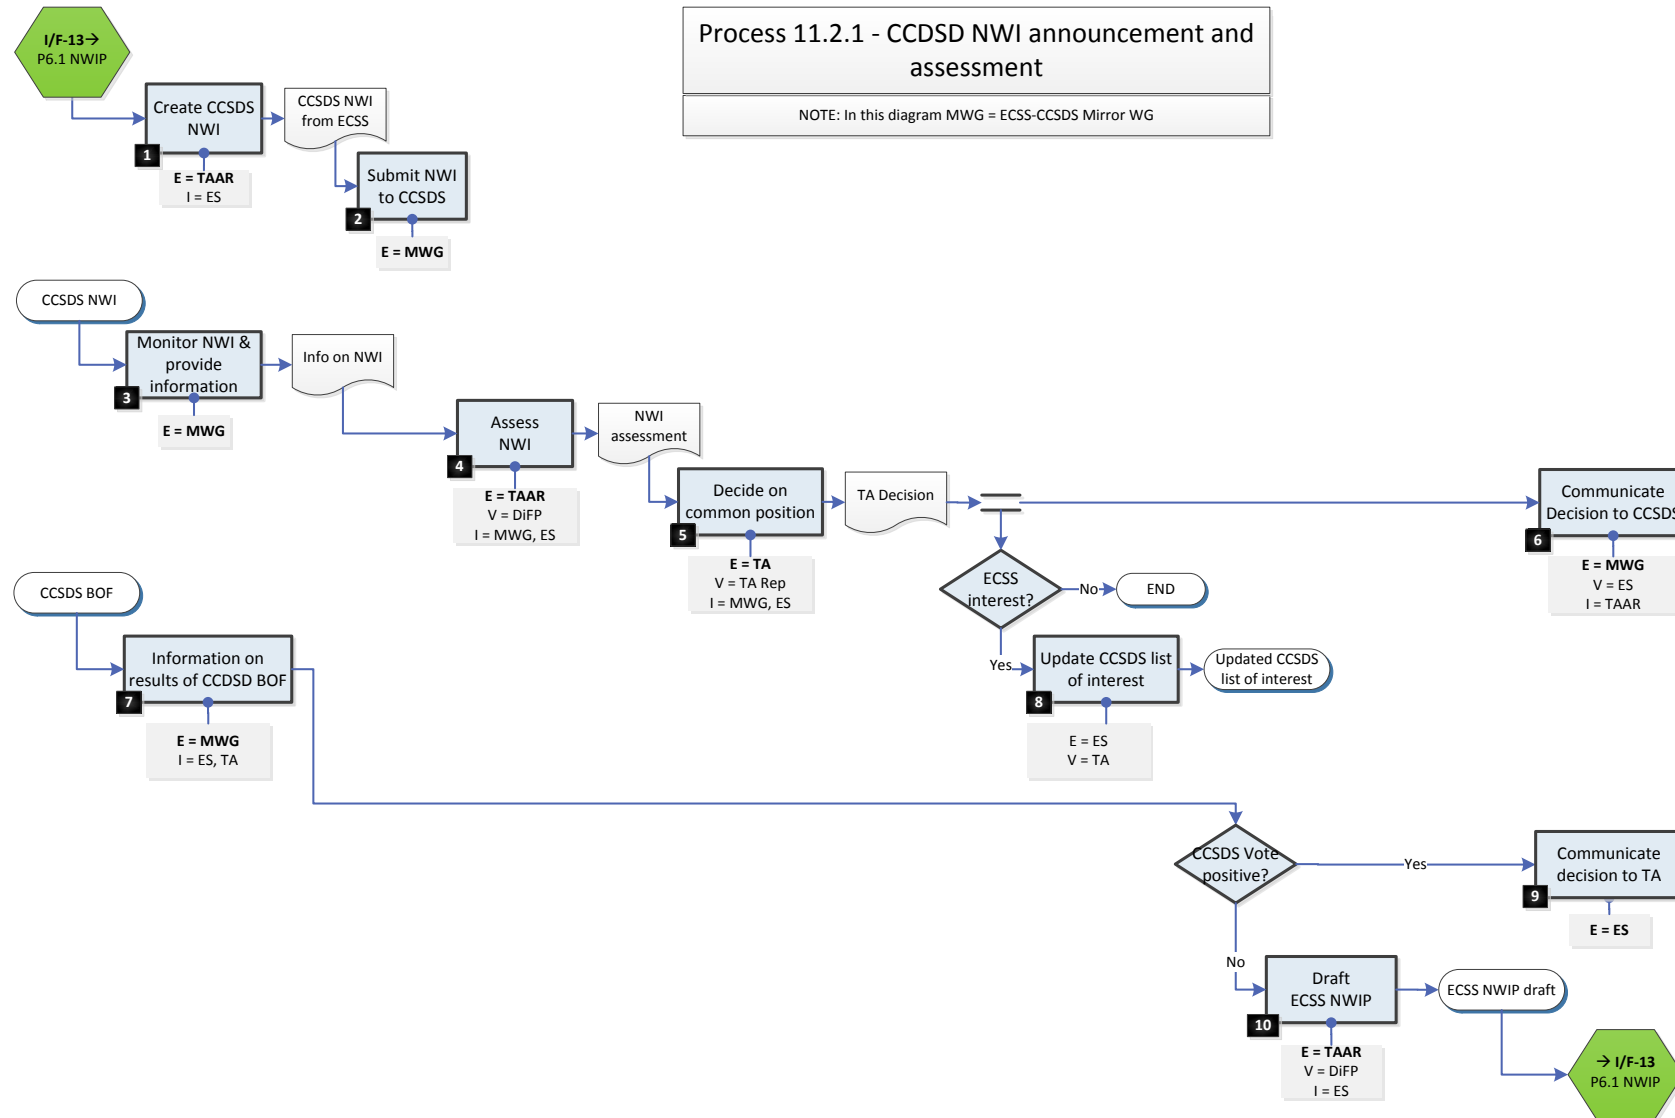 Process 11.2.1 - CCDSD NWI announcement and
assessment
NOTE: In this diagram MWG = ECSS-CCSDS Mirror WG
I/F-13→
P6.1 NWIP
Create CCSDS
NWI
1
E = TAAR
I = ES
CCSDS NWI
from ECSS
Submit NWI
to CCSDS
2
E = MWG
CCSDS NWI
Monitor NWI &
provide
information
3
E = MWG
Info on NWI
Assess
NWI
4
E = TAAR
V = DiFP
I = MWG, ES
NWI
assessment
Decide on
common position
5
E = TA
V = TA Rep
I = MWG, ES
TA Decision
Communicate
Decision to CCSDS
6
E = MWG
V = ES
I = TAAR
ECSS
interest?
No
END
Yes
Update CCSDS list
of interest
8
E = ES
V = TA
Updated CCSDS
list of interest
CCSDS BOF
Information on
results of CCDSD BOF
7
E = MWG
I = ES, TA
CCSDS Vote
positive?
Yes
Communicate
decision to TA
9
E = ES
No
Draft
ECSS NWIP
10
E = TAAR
V = DiFP
I = ES
ECSS NWIP draft
→ I/F-13
P6.1 NWIP